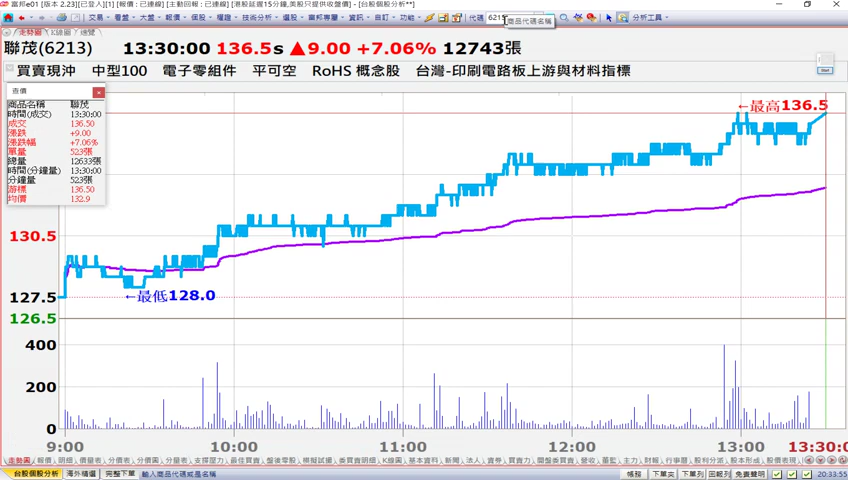 富邦e01 [版本 2.23][已登入][1] [報價 : 已連線] [主動回報 : 已連線] [港股延遲15分鐘,美股只提供收盤價] - [台股個股分析**]
交易 看盤 大盤 報價 個股 權證 技術分析 選股 富邦專屬 資訊 自訂 功能 代碼 6215 分析工具
商品代碼名稱
走勢圖 K線圖 總覽
聯茂(6213) 13:30:00 136.5s ▲9.00 +7.06% 12743張
買賣現沖 中型100 電子零組件 平可空 RoHS 概念股 台灣-印刷電路板上游與材料指標
查價
商品名稱 聯茂
時間(成交) 13:30:00
成交 136.50
漲跌 +9.00
漲跌幅 +7.06%
單量 523張
總量 12633張
時間(分鐘量) 13:30:00
分鐘量 523張
游標 136.50
均價 132.9
←最高136.5
130.5
←最低128.0
127.5
126.5
400
200
0
9:00 10:00 11:00 12:00 13:00 13:30:0
走勢圖 報價 明細 價量表 分價表 分價圖 分量表 支撐壓力 最佳買賣 盤後零股 模擬試撮 委買賣明細 K線圖 基本資料 新聞 法人 資券 買賣力 開盤委買賣 營收 董監 主力 財報 行事曆 股利分派 股本形成 報價表現
台股個股分析 海外精選 完整下單 輸入商品代碼或是名稱 帳務 下單夾 下單列 回報列 免責聲明 20:33:55